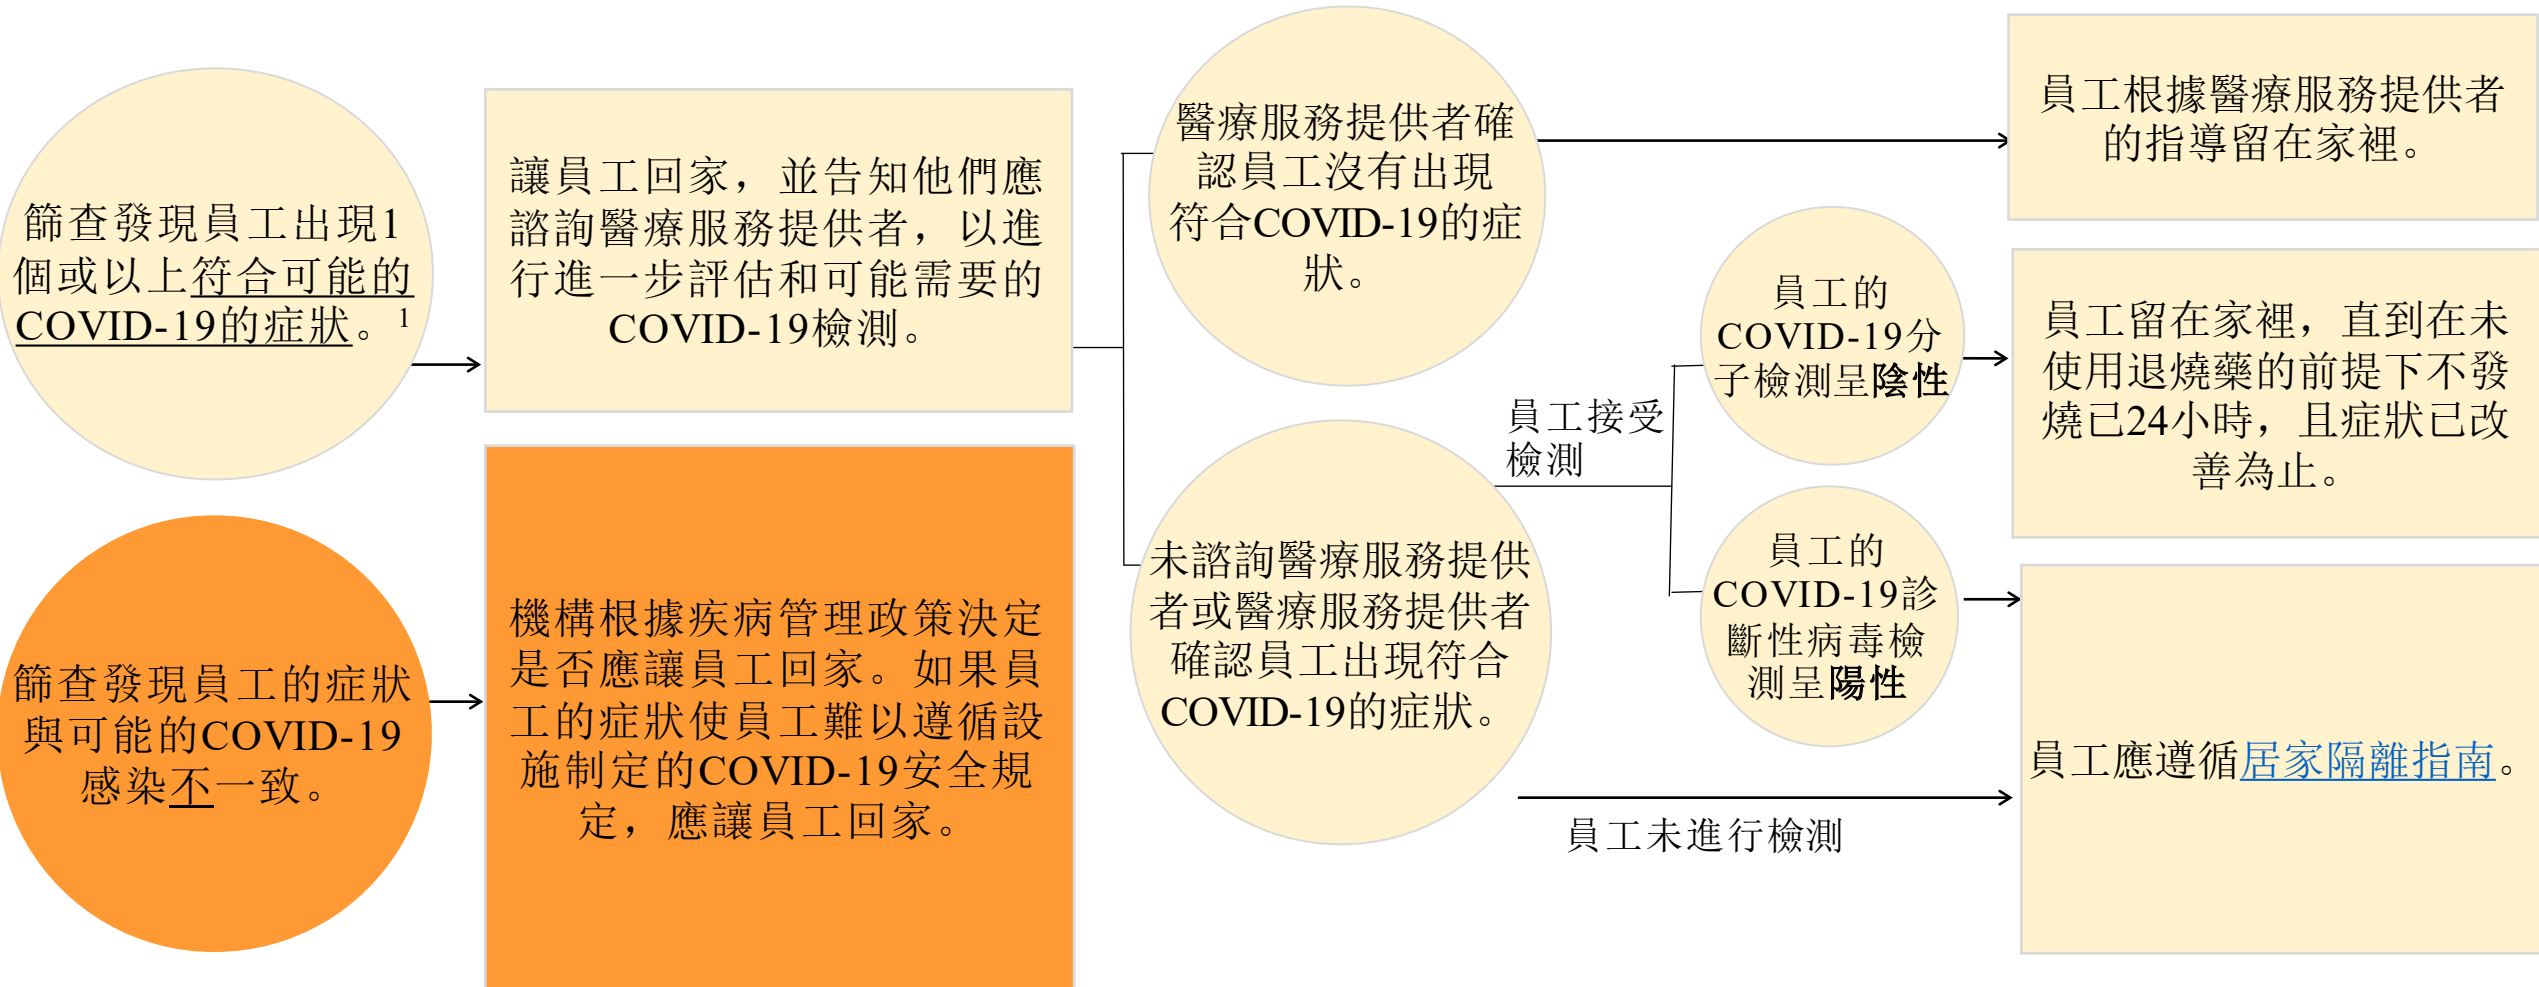 篩查發現員工出現1
個或以上符合可能的
COVID-19的症狀。1
讓員工回家，並告知他們應
諮詢醫療服務提供者，以進
行進一步評估和可能需要的
COVID-19檢測。
醫療服務提供者確
認員工沒有出現
符合COVID-19的症
狀。
員工根據醫療服務提供者
的指導留在家裡。
員工接受
檢測
員工的
COVID-19分
子檢測呈陰性
員工留在家裡，直到在未
使用退燒藥的前提下不發
燒已24小時，且症狀已改
善為止。
篩查發現員工的症狀
與可能的COVID-19
感染不一致。
機構根據疾病管理政策決定
是否應讓員工回家。如果員
工的症狀使員工難以遵循設
施制定的COVID-19安全規
定，應讓員工回家。
未諮詢醫療服務提供
者或醫療服務提供者
確認員工出現符合
COVID-19的症狀。
員工的
COVID-19診
斷性病毒檢
測呈陽性
員工未進行檢測
員工應遵循居家隔離指南。